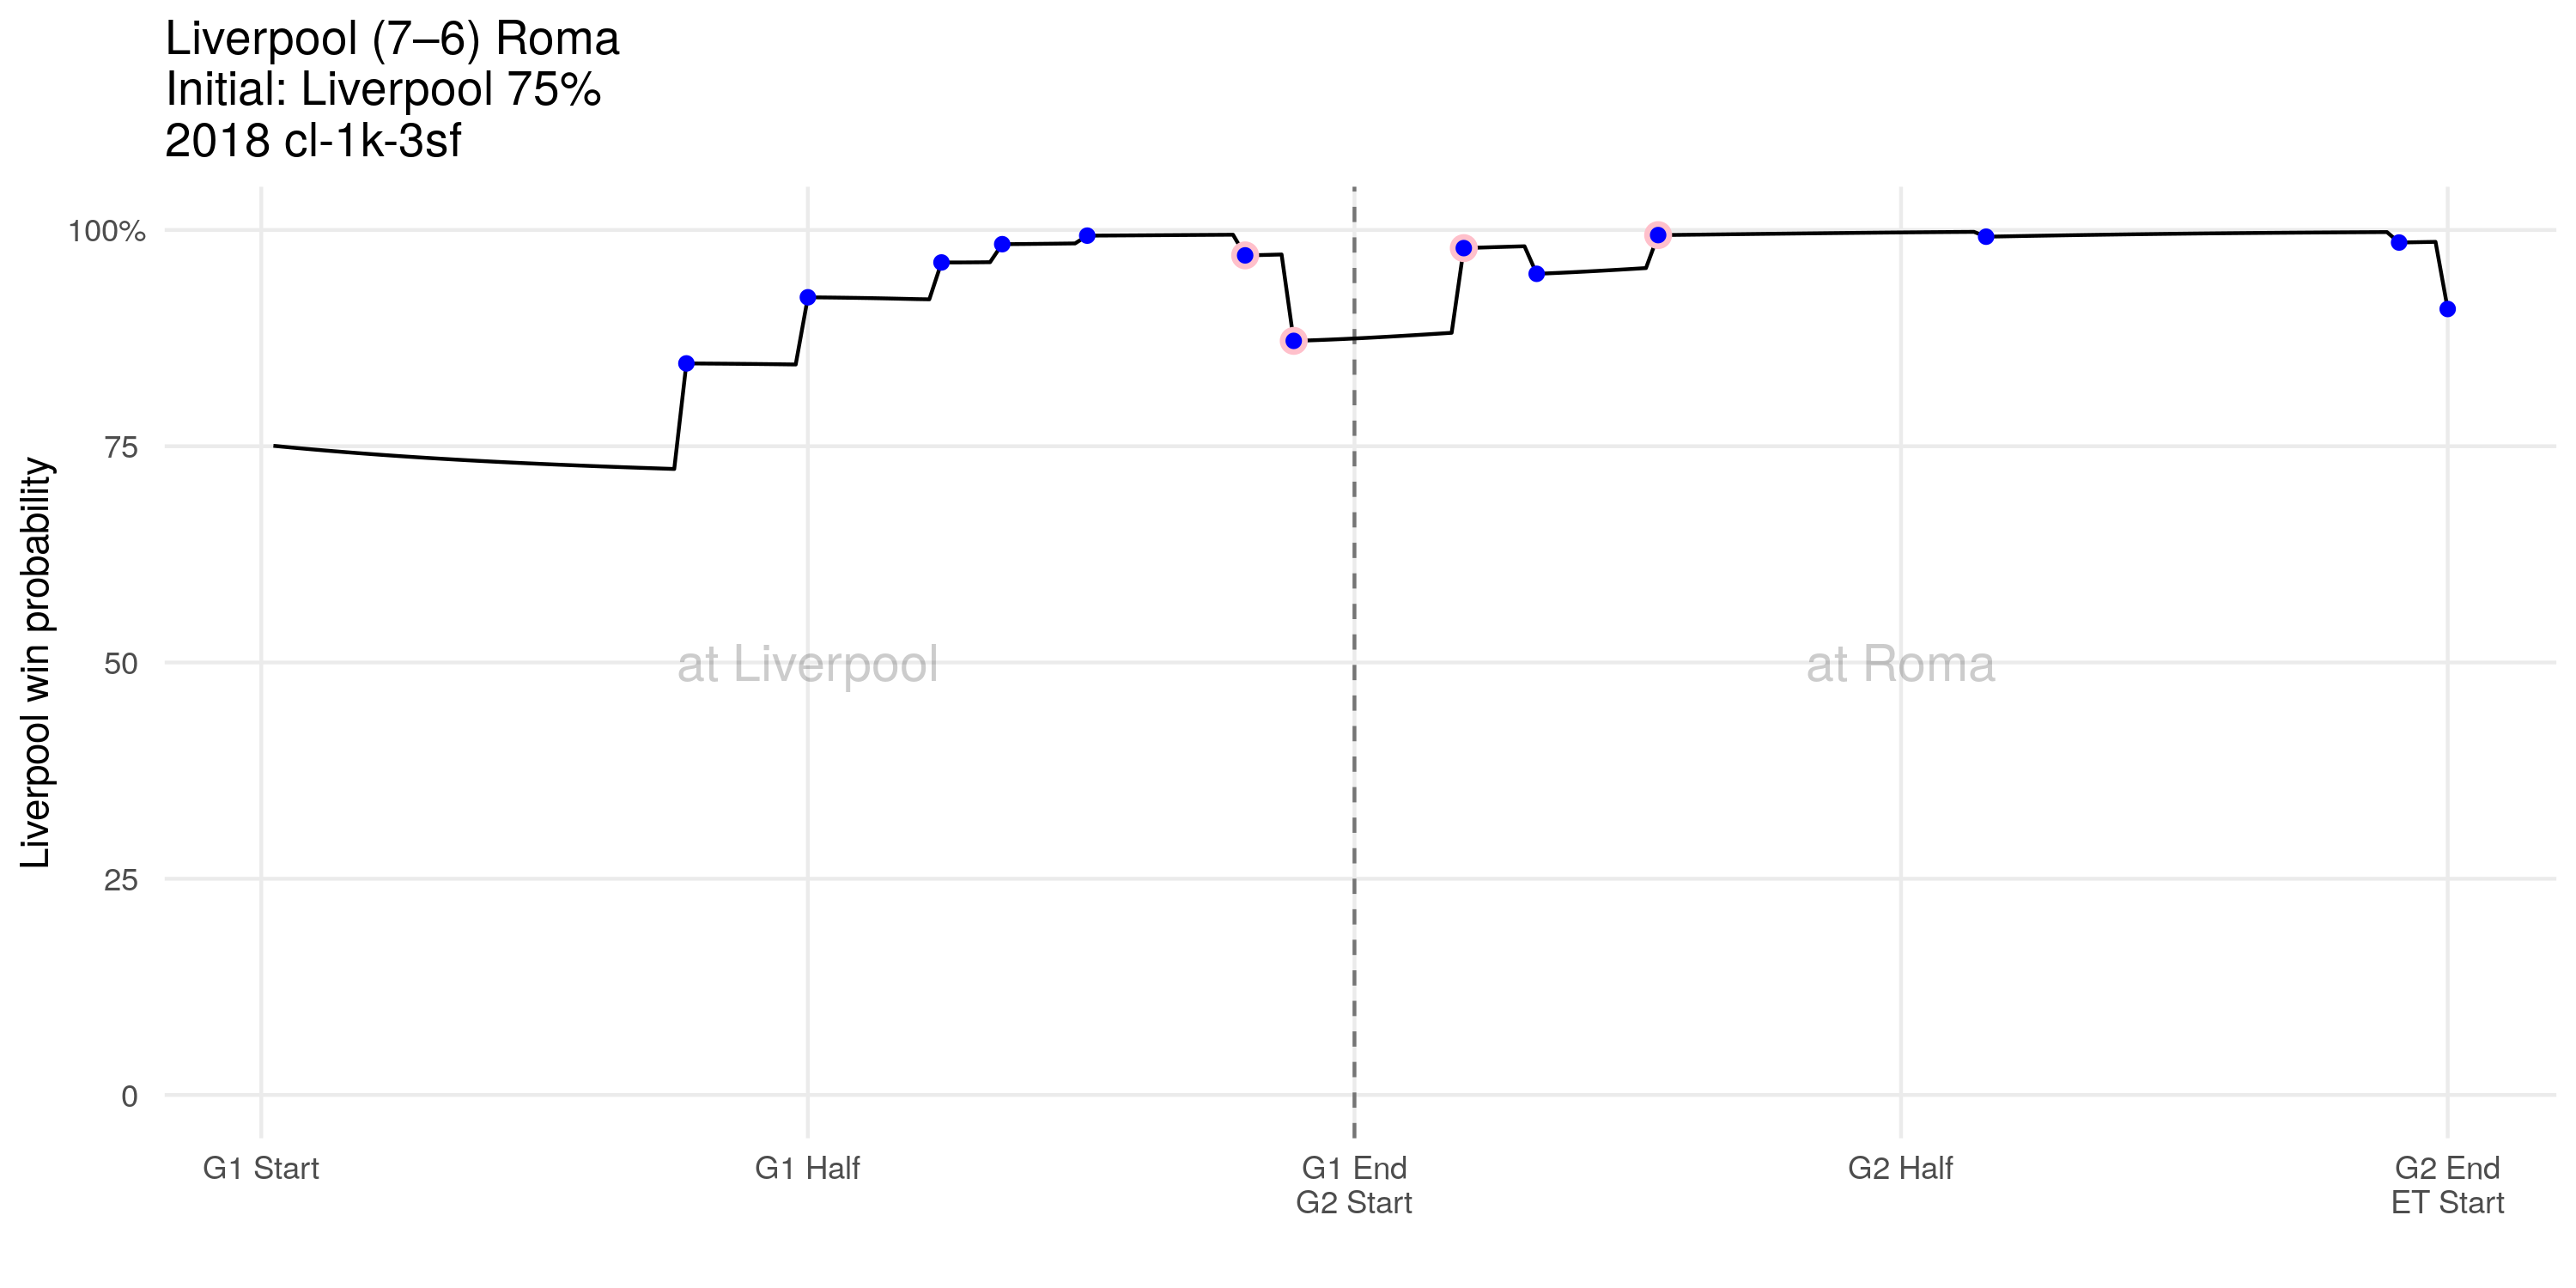 Liverpool (7–6) Roma
Initial: Liverpool 75%
2018 cl-1k-3sf
Liverpool win probability
100%
75
50
25
0
at Liverpool
at Roma
G1 Start
G1 Half
G1 End
G2 Start
G2 Half
G2 End
ET Start